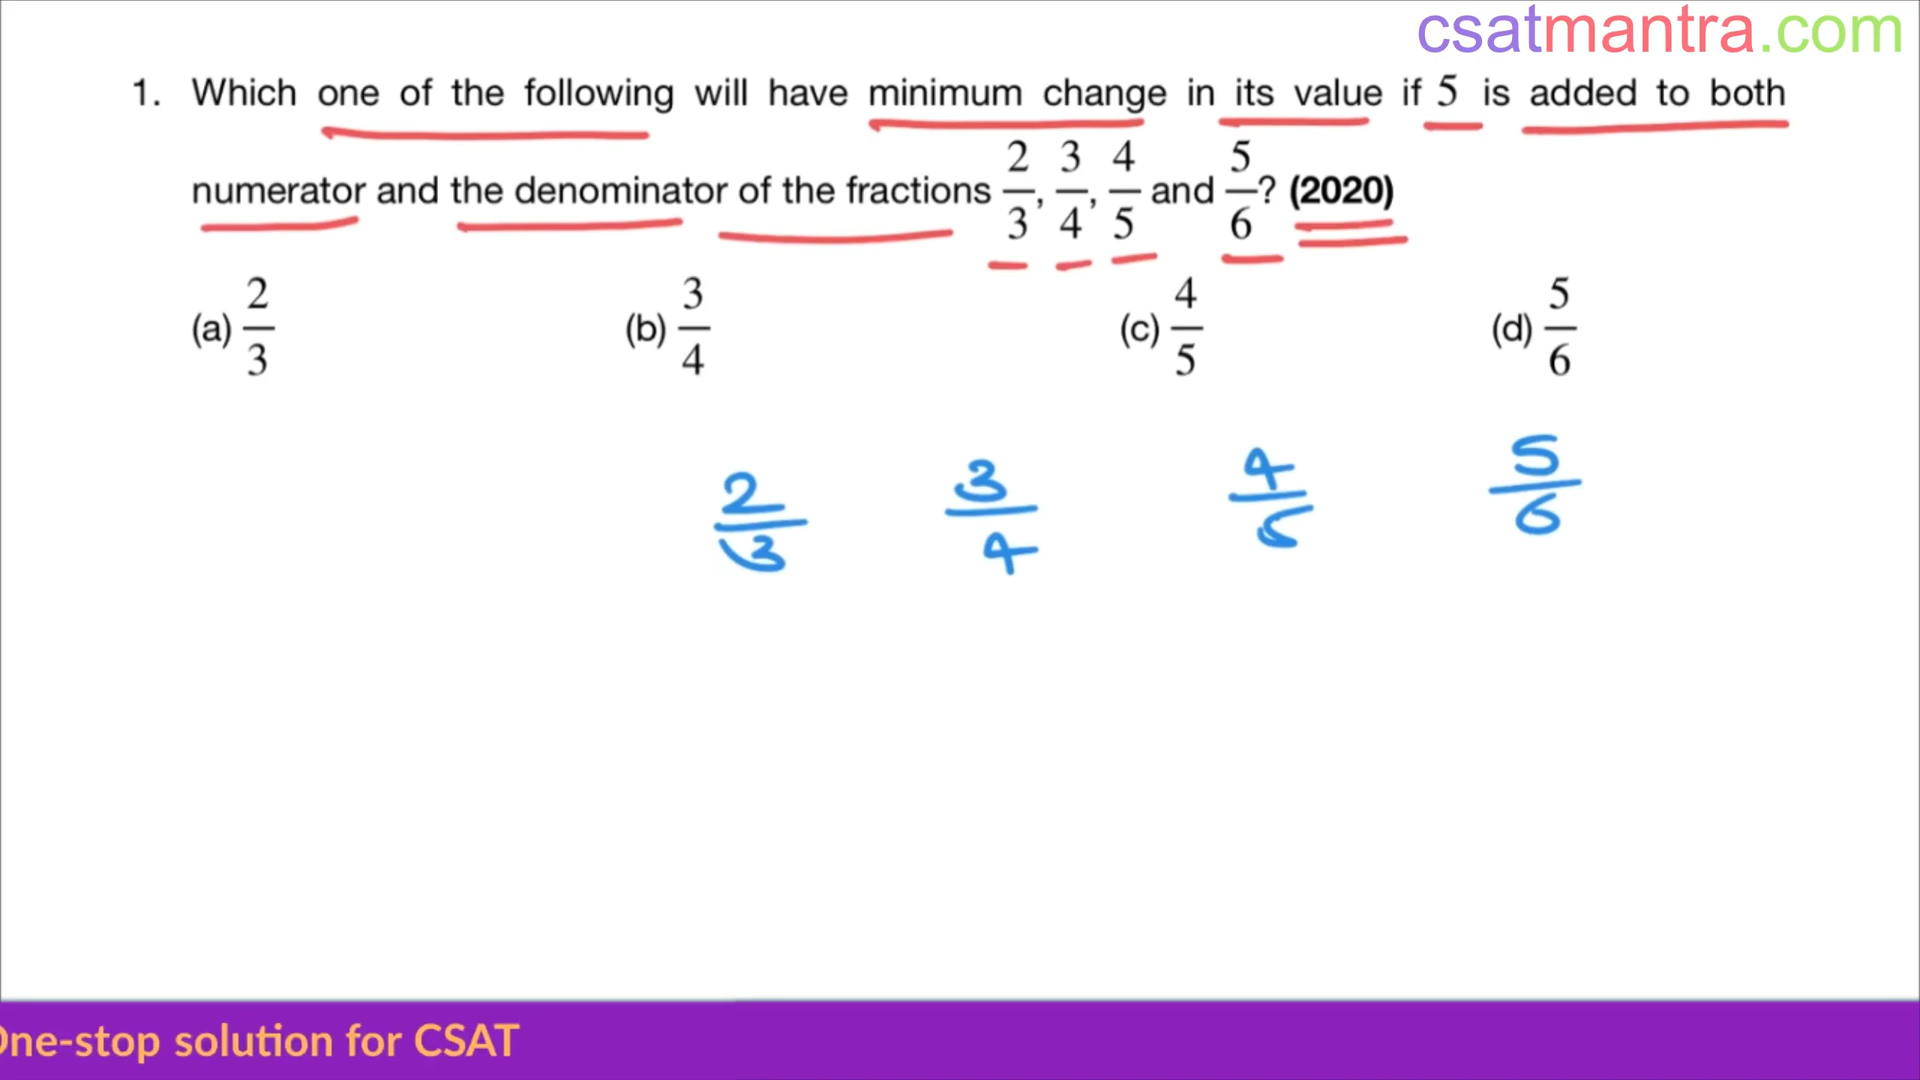 csatmantra.com
1. Which one of the following will have minimum change in its value if 5 is added to both
numerator and the denominator of the fractions 2/3, 3/4, 4/5 and 5/6? (2020)
(a) 2/3 (b) 3/4 (c) 4/5 (d) 5/6
2/3 3/4 4/5 5/6
One-stop solution for CSAT